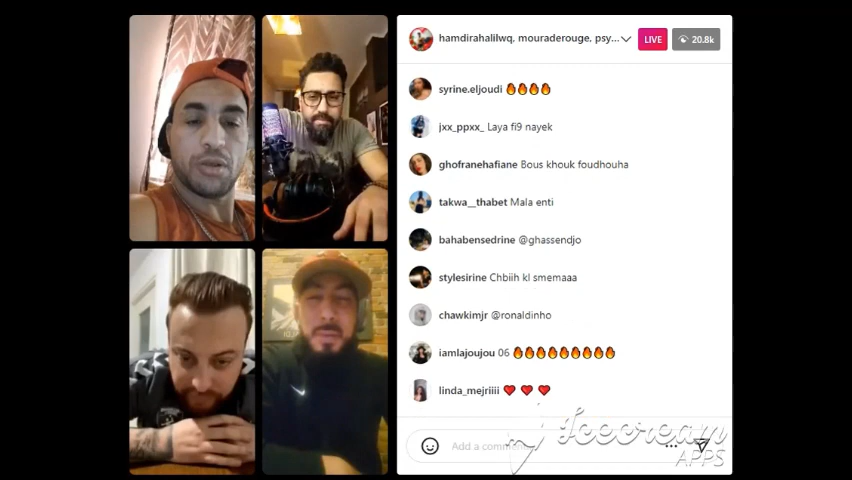 hamdirahalilwq, mouraderouge, psy...
LIVE
20.8k
syrine.eljoudi 🔥🔥🔥🔥
jxx_ppxx_ Laya fi9 nayek
ghofranehafiane Bous khouk foudhouha
takwa__thabet Mala enti
bahabensedrine @ghassendjo
stylesirine Chbiih kl smemaaa
chawkimjr @ronaldinho
iamlajoujou 06 🔥🔥🔥🔥🔥🔥🔥🔥🔥
linda_mejriiii ❤️ ❤️ ❤️
Add a comment...
Icecream
APPS